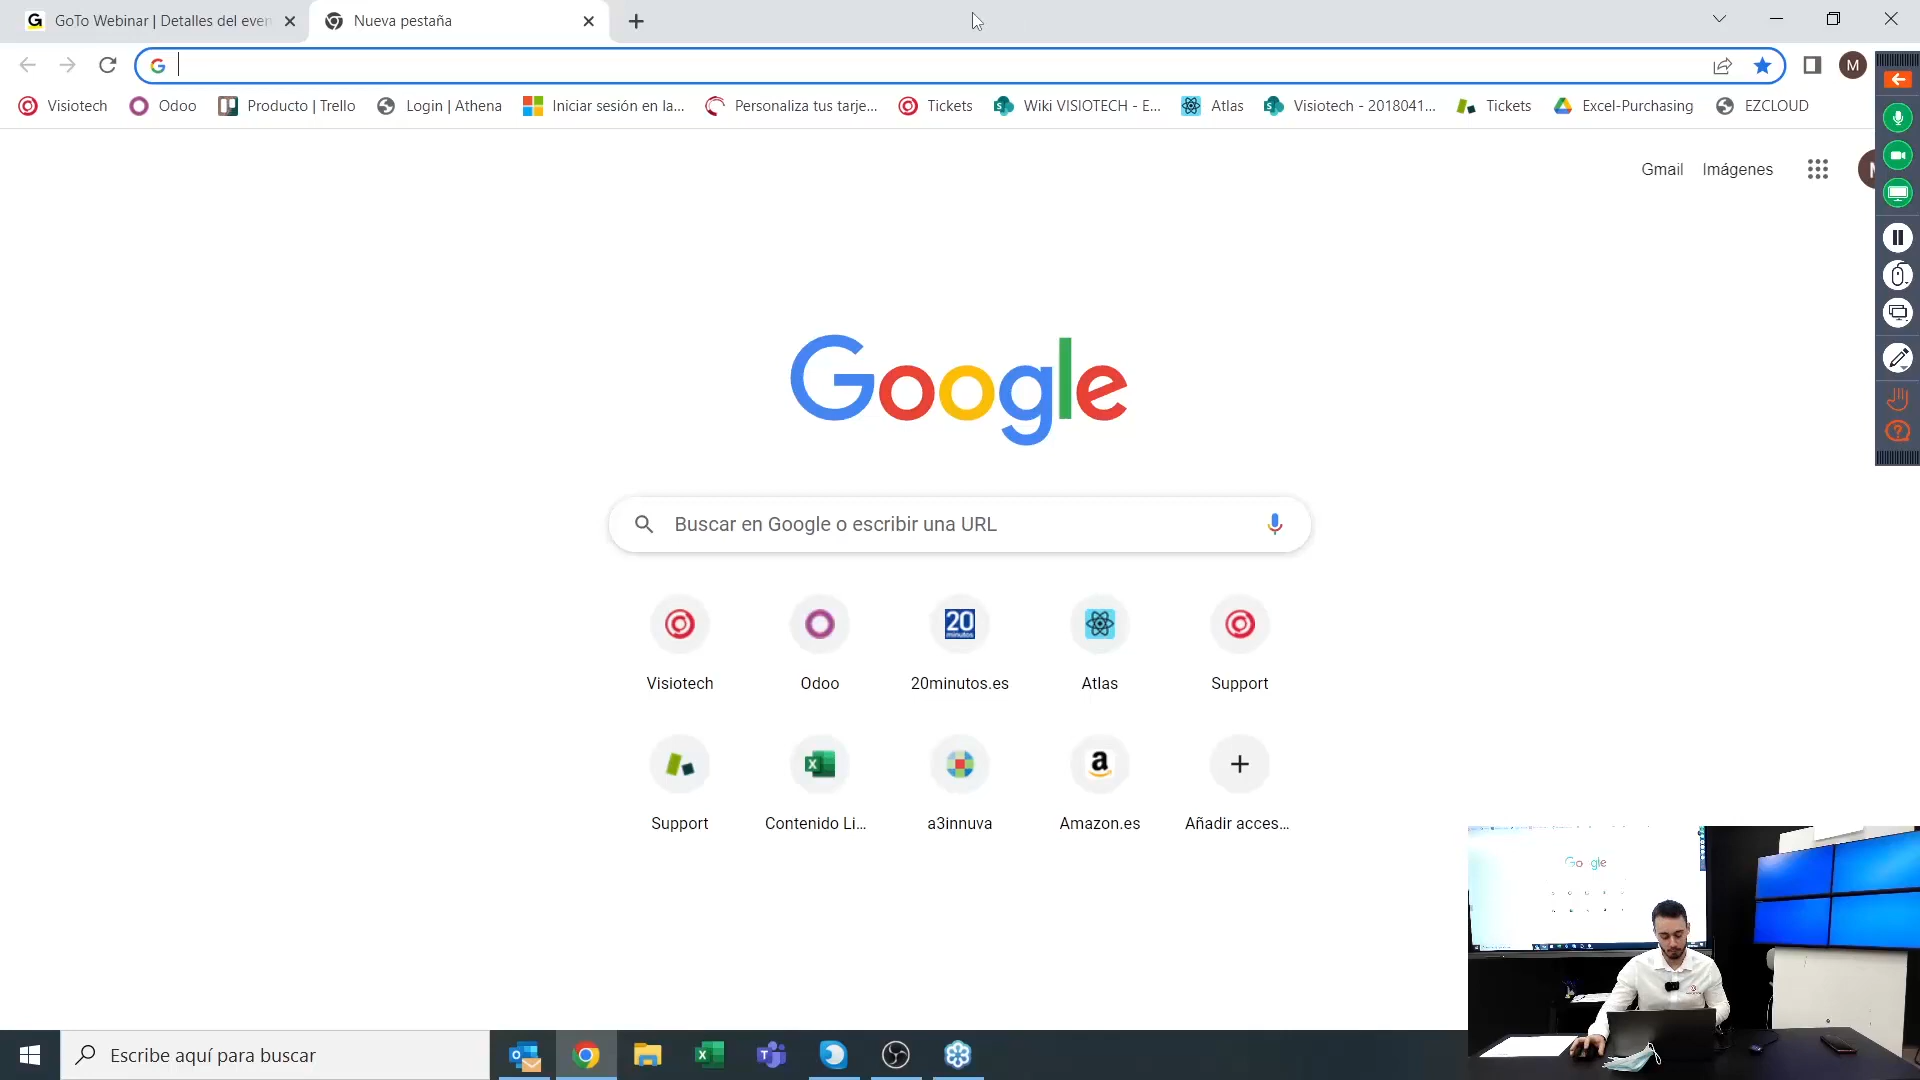 GoTo Webinar | Detalles del even
Nueva pestaña
M
Visiotech
Odoo
Producto | Trello
Login | Athena
Iniciar sesión en la...
Personaliza tus tarje...
Tickets
Wiki VISIOTECH - E...
Atlas
Visiotech - 2018041...
Tickets
Excel-Purchasing
EZCLOUD
Gmail
Imágenes
Google
Buscar en Google o escribir una URL
20
minutos
Visiotech
Odoo
20minutos.es
Atlas
Support
Support
Contenido Li...
a3innuva
Amazon.es
Añadir acces...
Google
Escribe aquí para buscar